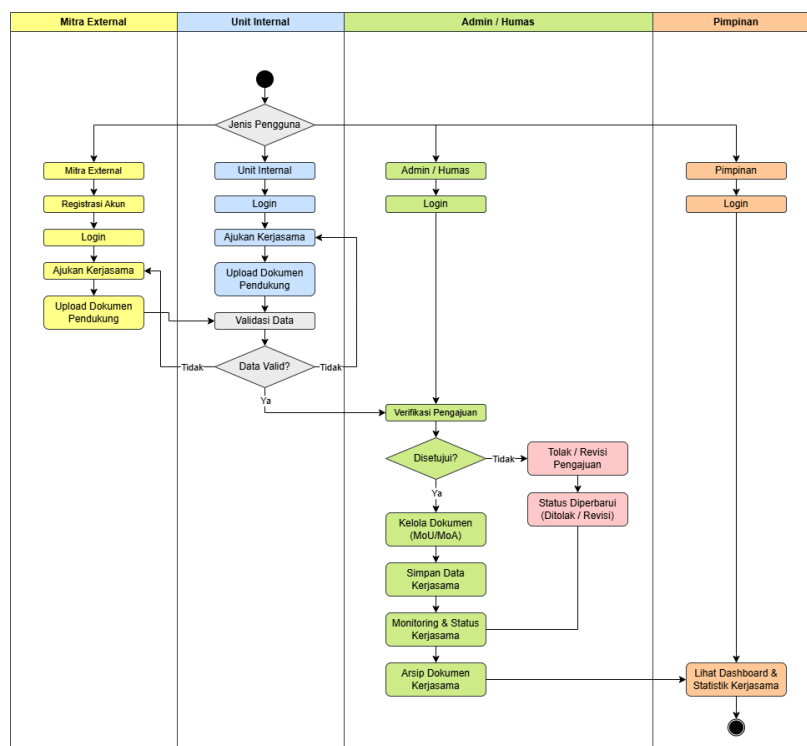 Mitra External
Unit Internal
Admin / Humas
Pimpinan
Jenis Pengguna
Mitra External
Unit Internal
Admin / Humas
Pimpinan
Registrasi Akun
Login
Login
Login
Login
Ajukan Kerjasama
Ajukan Kerjasama
Upload Dokumen
Pendukung
Upload Dokumen
Pendukung
Validasi Data
Tidak
Data Valid?
Tidak
Ya
Verifikasi Pengajuan
Disetujui?
Tidak
Tolak / Revisi
Pengajuan
Ya
Status Diperbarui
(Ditolak / Revisi)
Kelola Dokumen
(MoU/MoA)
Simpan Data
Kerjasama
Monitoring & Status
Kerjasama
Arsip Dokumen
Kerjasama
Lihat Dashboard &
Statistik Kerjasama